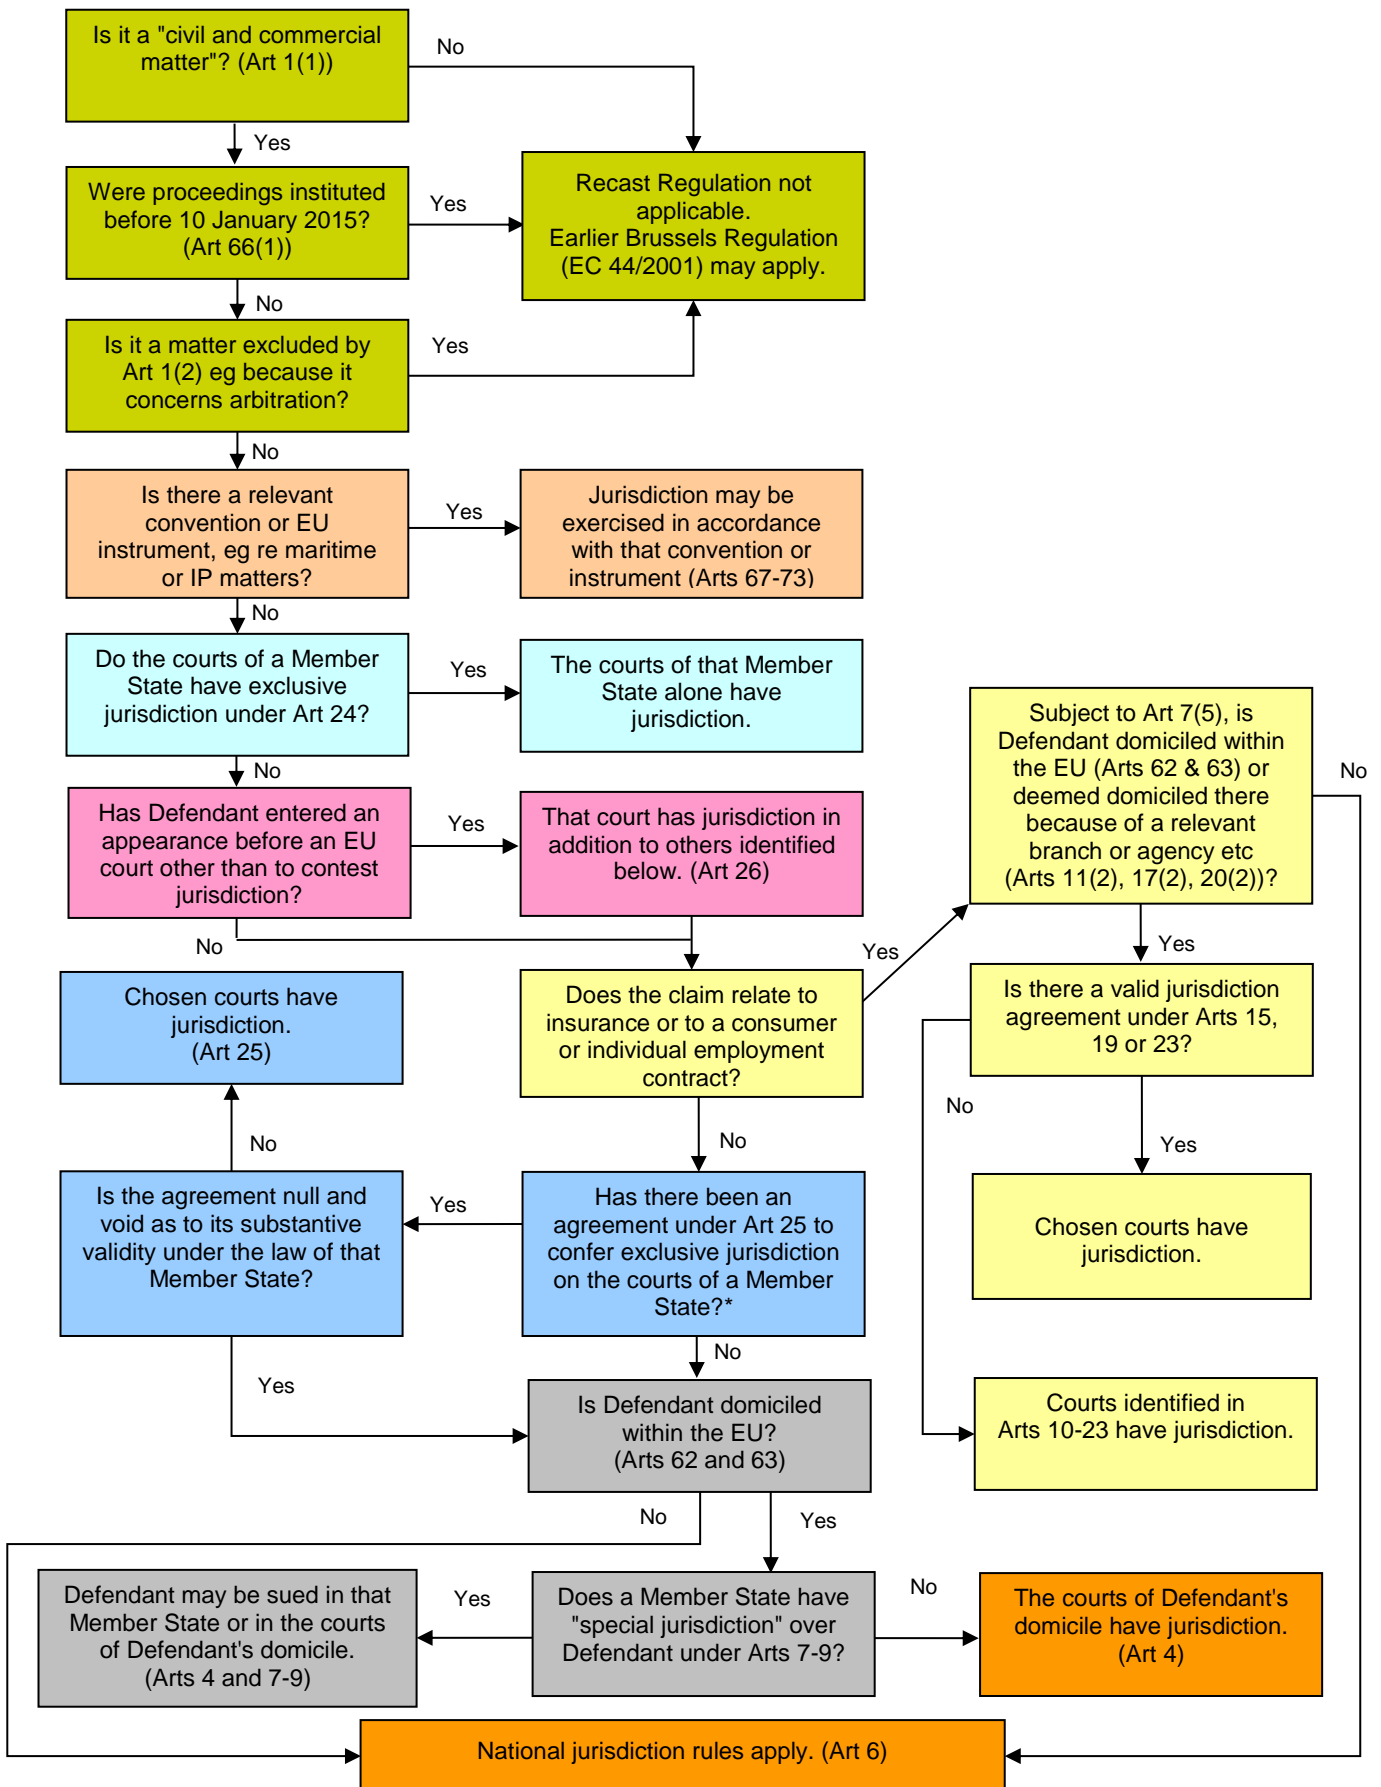 Is it a "civil and commercial
matter"? (Art 1(1))
No
Yes
Were proceedings instituted
before 10 January 2015?
(Art 66(1))
Yes
Recast Regulation not
applicable.
Earlier Brussels Regulation
(EC 44/2001) may apply.
No
Is it a matter excluded by
Art 1(2) eg because it
concerns arbitration?
Yes
No
Is there a relevant
convention or EU
instrument, eg re maritime
or IP matters?
Yes
Jurisdiction may be
exercised in accordance
with that convention or
instrument (Arts 67-73)
No
Do the courts of a Member
State have exclusive
jurisdiction under Art 24?
Yes
The courts of that Member
State alone have
jurisdiction.
No
Has Defendant entered an
appearance before an EU
court other than to contest
jurisdiction?
Yes
That court has jurisdiction in
addition to others identified
below. (Art 26)
No
Subject to Art 7(5), is
Defendant domiciled within
the EU (Arts 62 & 63) or
deemed domiciled there
because of a relevant
branch or agency etc
(Arts 11(2), 17(2), 20(2))?
No
Yes
Does the claim relate to
insurance or to a consumer
or individual employment
contract?
Yes
Is there a valid jurisdiction
agreement under Arts 15,
19 or 23?
No
Yes
Chosen courts have
jurisdiction.
Courts identified in
Arts 10-23 have jurisdiction.
Chosen courts have
jurisdiction.
(Art 25)
No
No
Is the agreement null and
void as to its substantive
validity under the law of that
Member State?
Yes
Has there been an
agreement under Art 25 to
confer exclusive jurisdiction
on the courts of a Member
State?*
No
Yes
Is Defendant domiciled
within the EU?
(Arts 62 and 63)
No
Yes
Defendant may be sued in that
Member State or in the courts
of Defendant's domicile.
(Arts 4 and 7-9)
Yes
Does a Member State have
"special jurisdiction" over
Defendant under Arts 7-9?
No
The courts of Defendant's
domicile have jurisdiction.
(Art 4)
National jurisdiction rules apply. (Art 6)